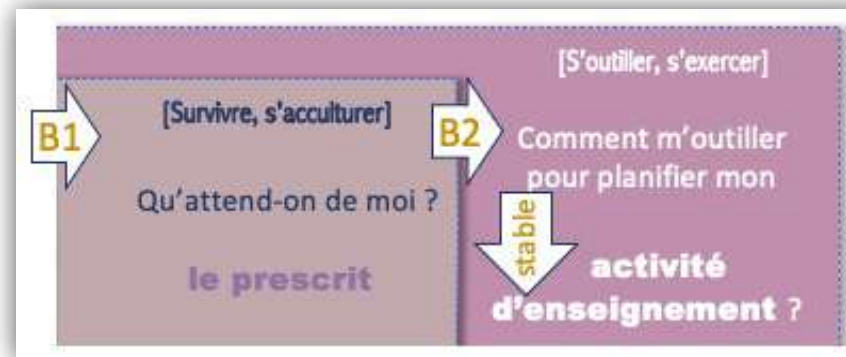 B1
[Survivre, s'acculturer]
Qu'attend-on de moi ?
le prescrit
B2
[S'outiller, s'exercer]
Comment m'outiller
pour planifier mon
stable
activité
d'enseignement ?